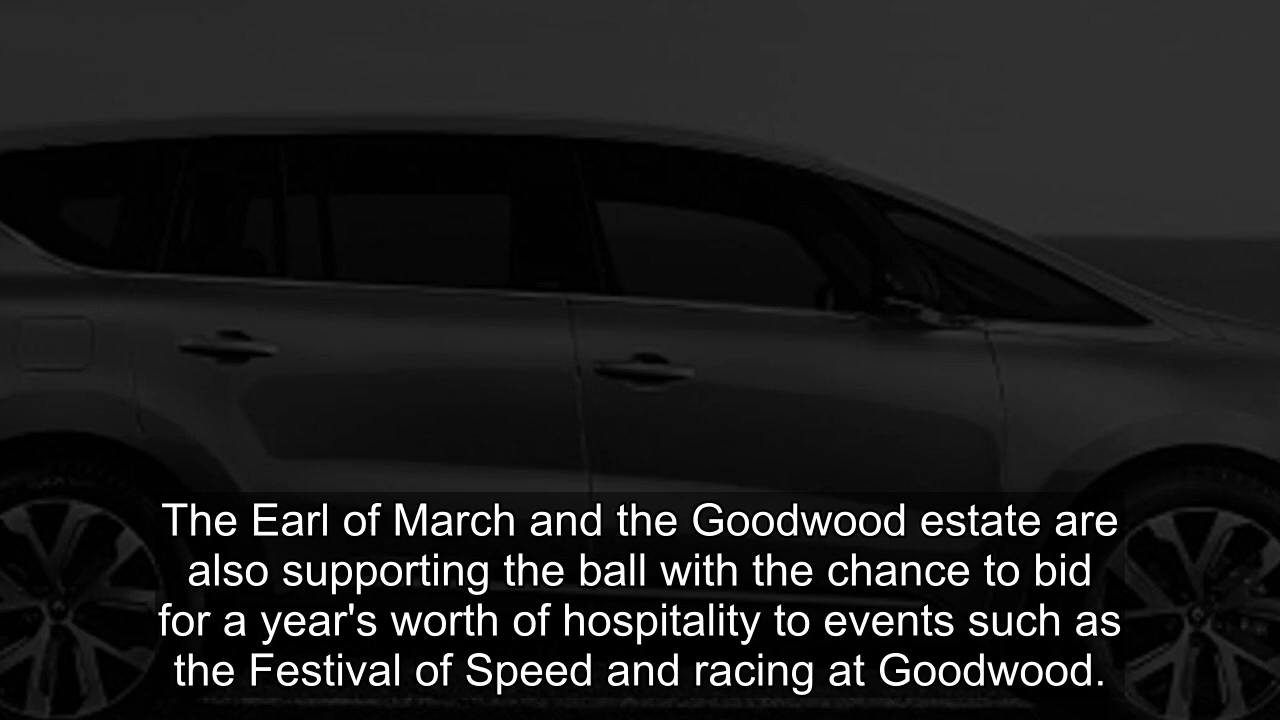 The Earl of March and the Goodwood estate are
also supporting the ball with the chance to bid
for a year's worth of hospitality to events such as
the Festival of Speed and racing at Goodwood.